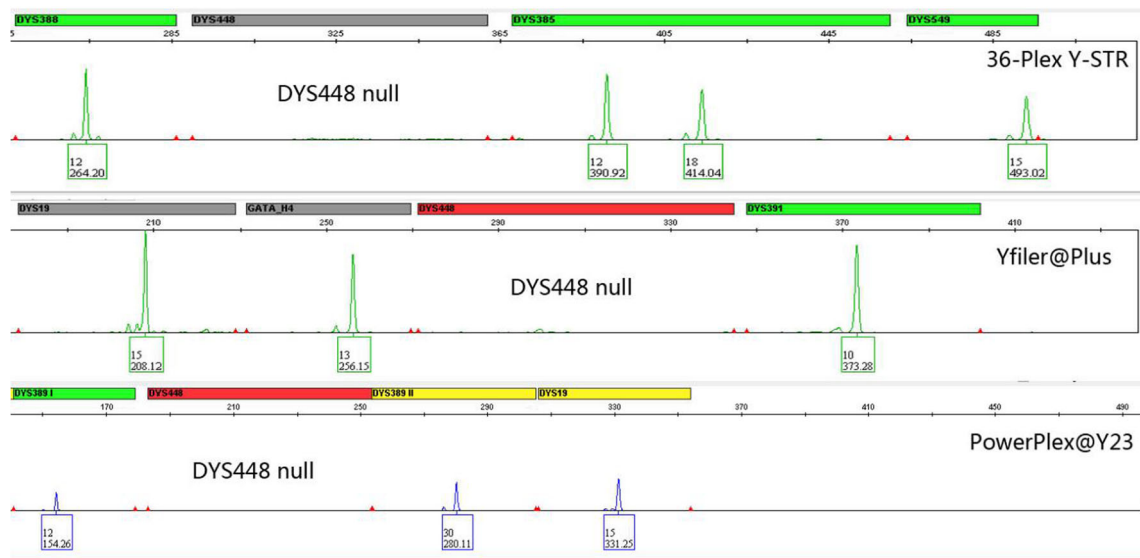 DYS388 DYS448 DYS385 DYS549
285 325 365 405 445 485
36-Plex Y-STR
DYS448 null
12 12 18 15
264.20 390.92 414.04 493.02
DYS19 GATA_H4 DYS448 DYS391
210 250 290 330 370 410
Yfiler@Plus
DYS448 null
15 13 10
208.12 256.15 373.28
DYS389 I DYS448 DYS389 II DYS19
170 210 250 290 330 370 410 450 490
PowerPlex@Y23
DYS448 null
12 30 15
154.26 280.11 331.25